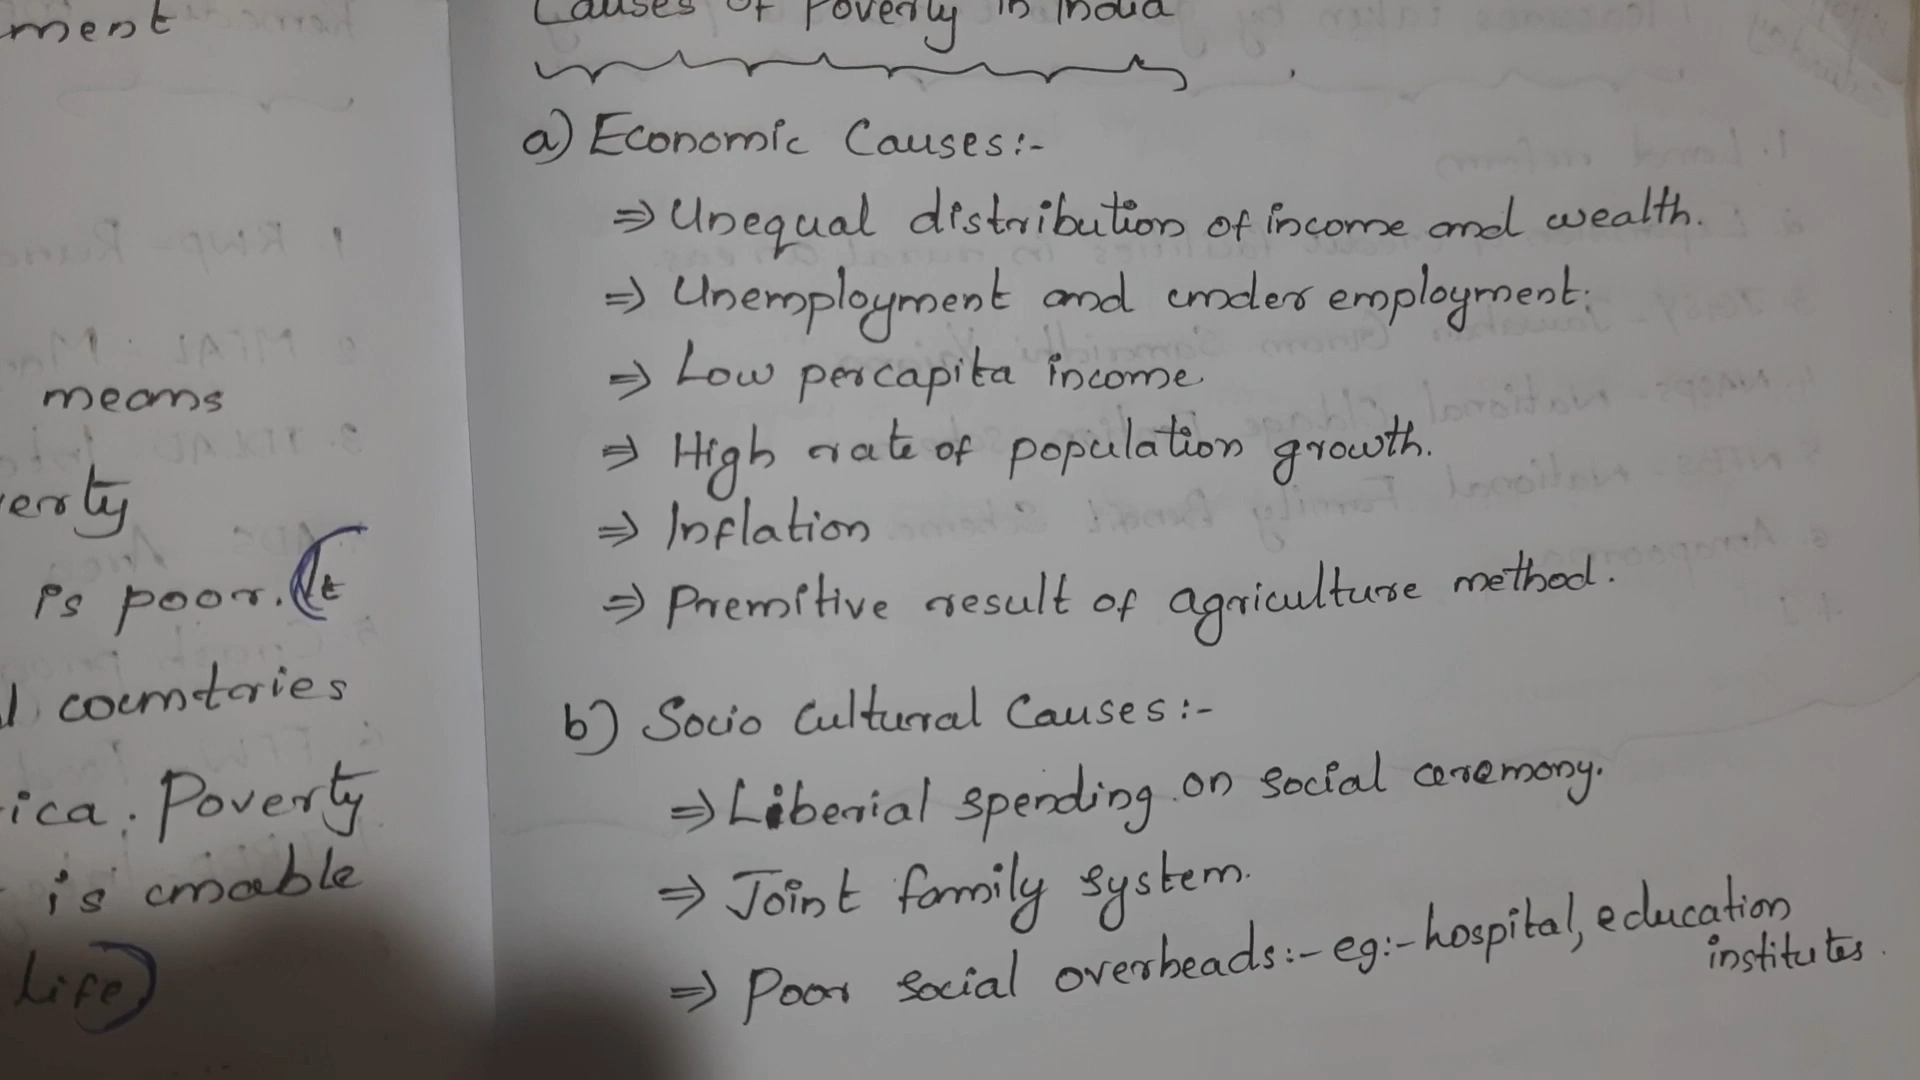 ment
means
erty
is poor. (It
l countries
ica. Poverty
is unable
life)
Causes of Poverty in India
a) Economic Causes:-
⇒ Unequal distribution of income and wealth.
⇒ Unemployment and under employment.
⇒ Low percapita income.
⇒ High rate of population growth.
⇒ Inflation
⇒ Premitive result of agriculture method.
b) Socio Cultural Causes:-
⇒ Liberial spending on social ceremony.
⇒ Joint family system.
⇒ Poor social overheads:- eg:- hospital, education
institutes.